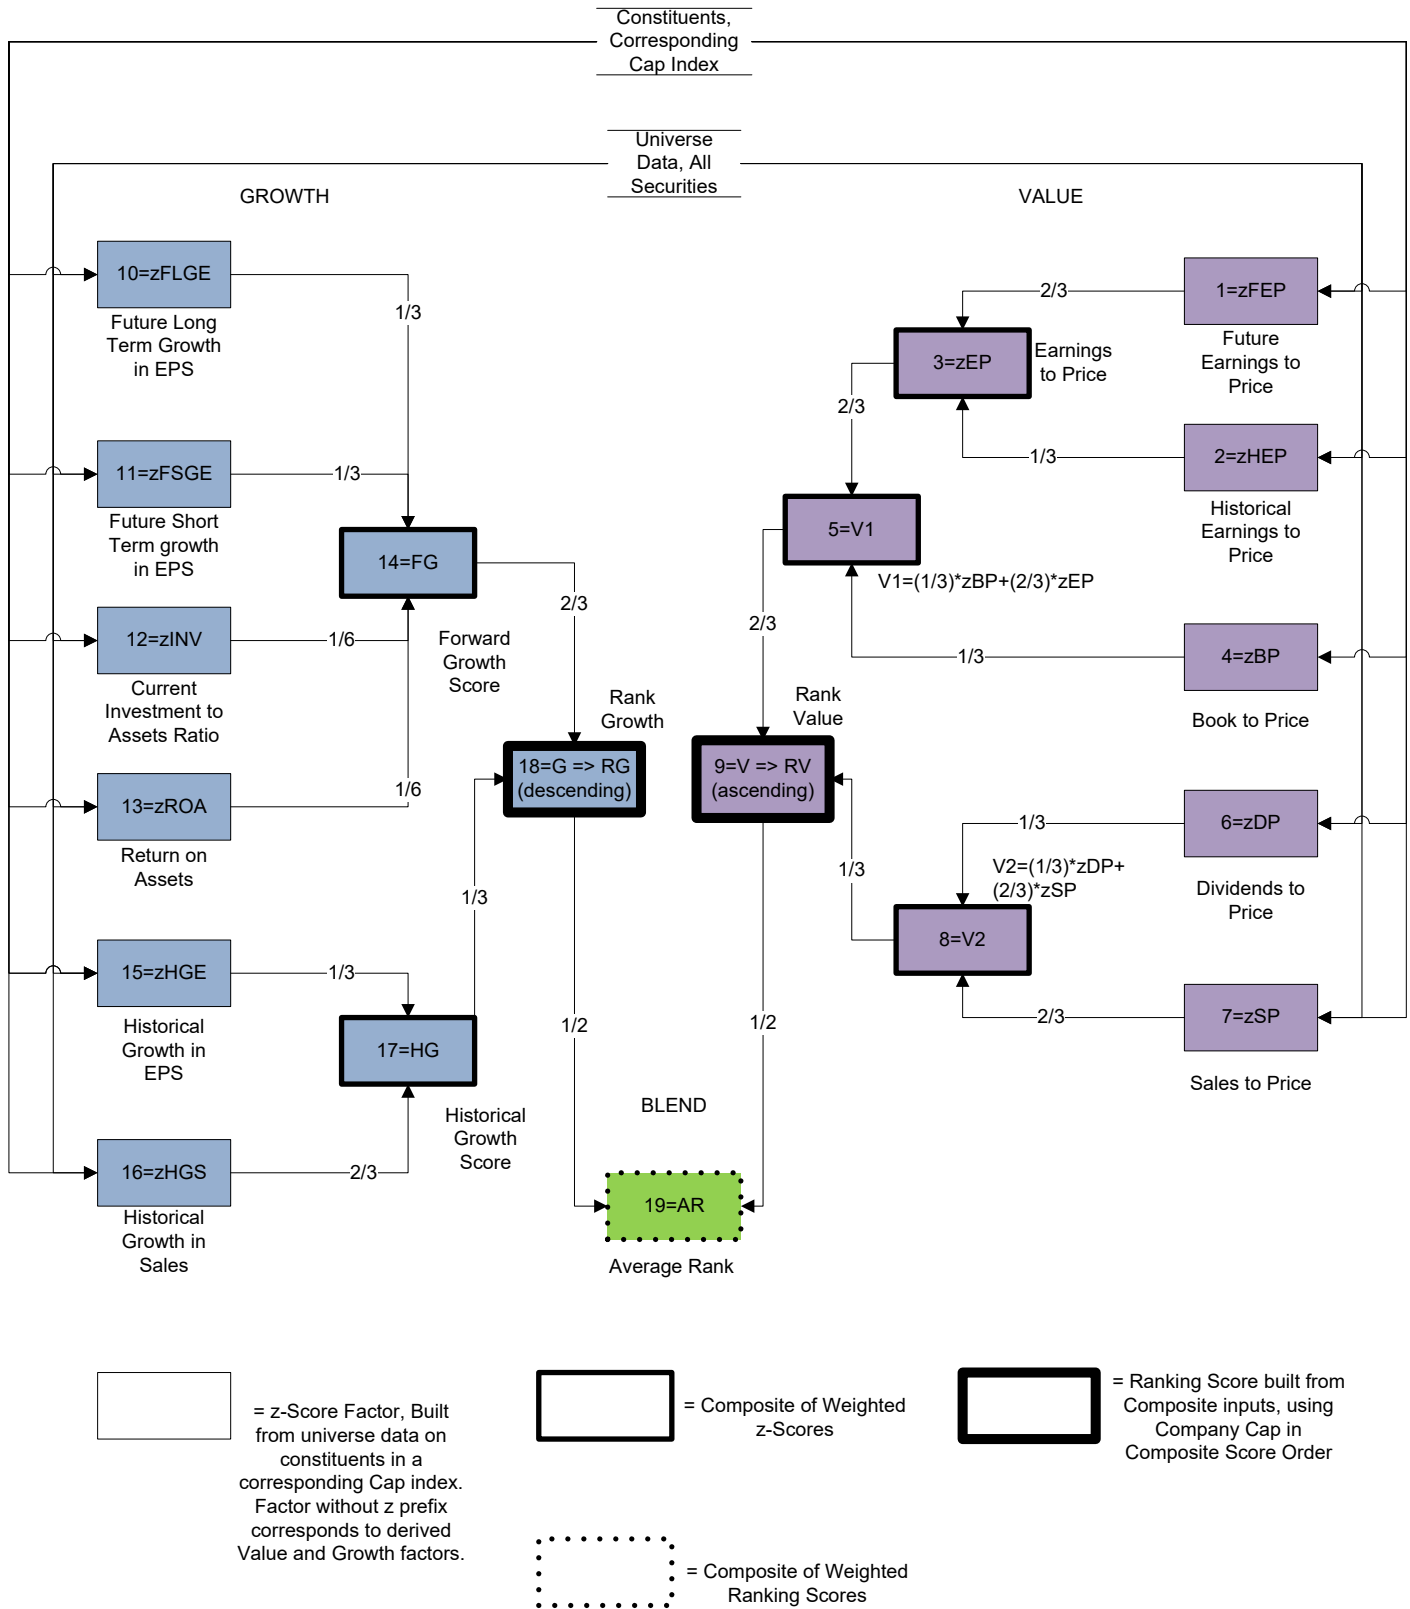 Constituents,
Corresponding
Cap Index
Universe
Data, All
Securities
GROWTH
VALUE
10=zFLGE
Future Long
Term Growth
in EPS
1/3
11=zFSGE
Future Short
Term growth
in EPS
1/3
14=FG
Forward
Growth
Score
12=zINV
Current
Investment to
Assets Ratio
1/6
13=zROA
Return on
Assets
1/6
2/3
Rank
Growth
18=G => RG
(descending)
15=zHGE
Historical
Growth in
EPS
1/3
17=HG
Historical
Growth
Score
1/3
16=zHGS
Historical
Growth in
Sales
2/3
1/2
1=zFEP
Future
Earnings to
Price
2/3
3=zEP
Earnings
to Price
2=zHEP
Historical
Earnings to
Price
1/3
2/3
5=V1
V1=(1/3)*zBP+(2/3)*zEP
4=zBP
Book to Price
1/3
2/3
Rank
Value
9=V => RV
(ascending)
6=zDP
Dividends to
Price
1/3
V2=(1/3)*zDP+
(2/3)*zSP
8=V2
1/3
7=zSP
Sales to Price
2/3
1/2
BLEND
19=AR
Average Rank
= z-Score Factor, Built
from universe data on
constituents in a
corresponding Cap index.
Factor without z prefix
corresponds to derived
Value and Growth factors.
= Composite of Weighted
z-Scores
= Ranking Score built from
Composite inputs, using
Company Cap in
Composite Score Order
= Composite of Weighted
Ranking Scores